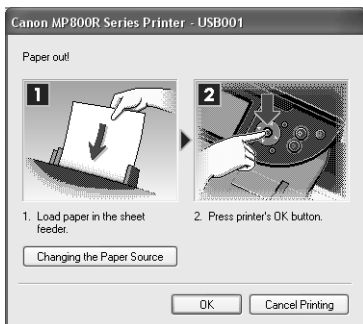 Canon MP800R Series Printer - USB001
Paper out!
1
2
1. Load paper in the sheet
feeder.
2. Press printer's OK button.
Changing the Paper Source
OK
Cancel Printing